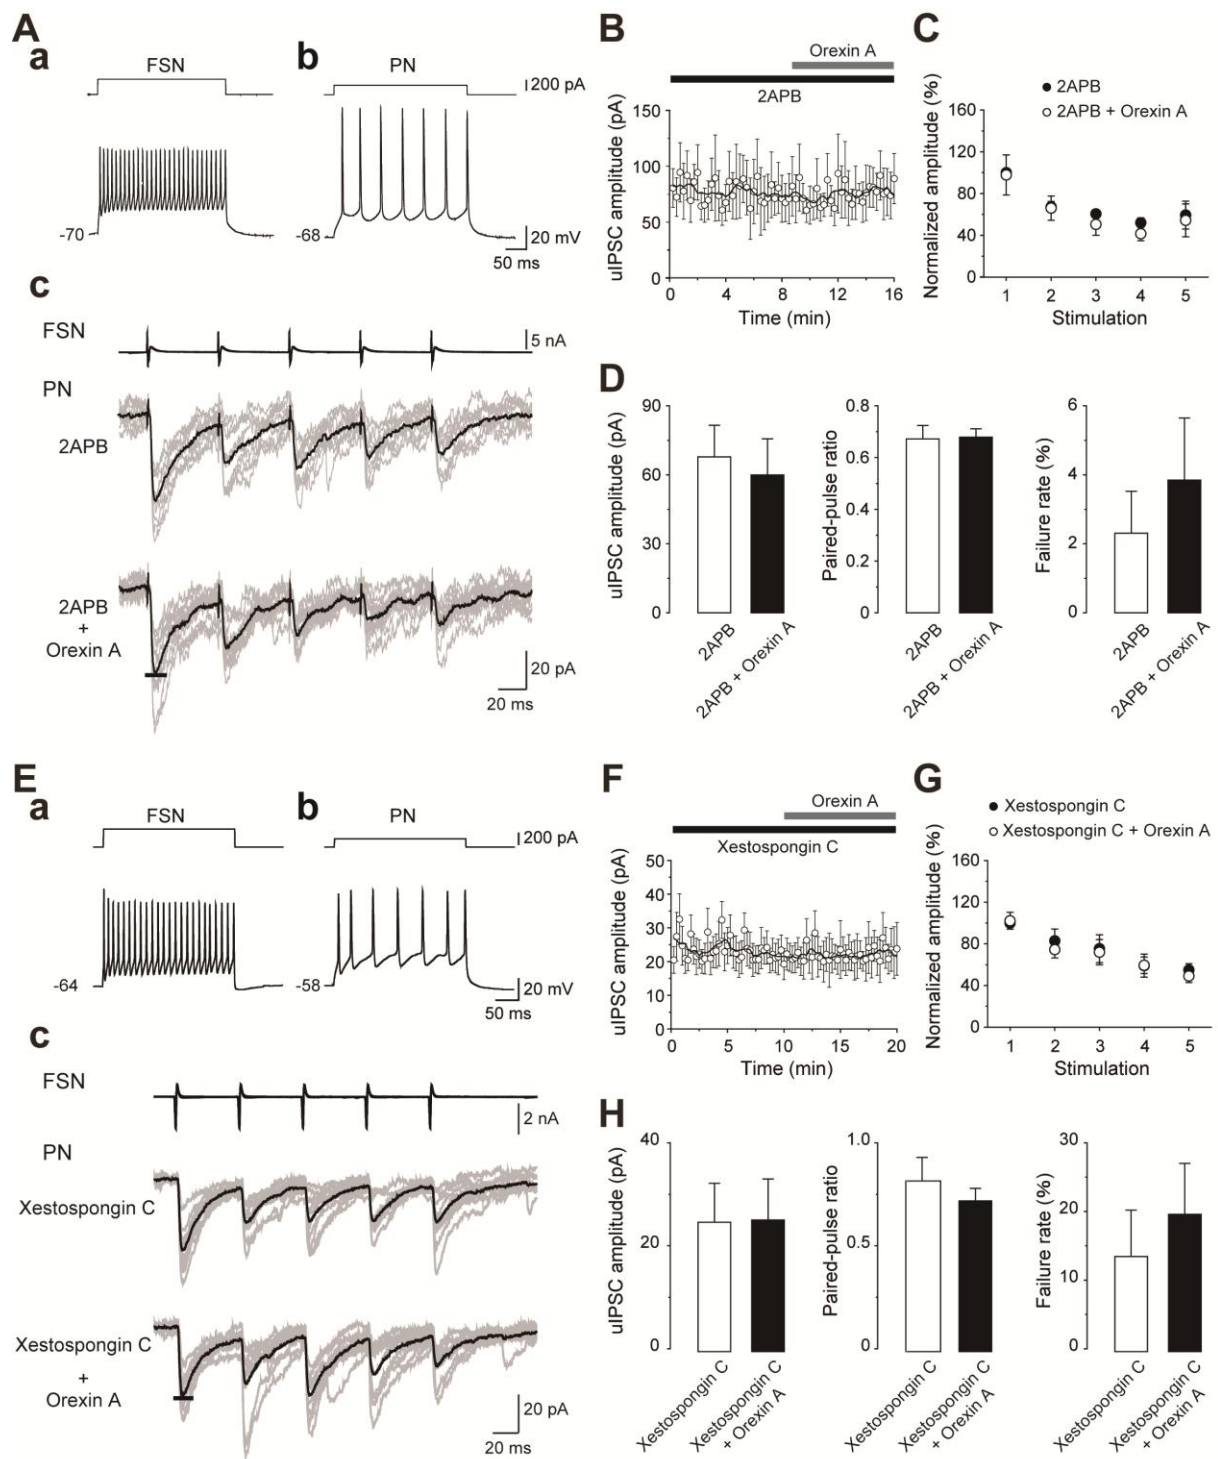 A
a
FSN
b
PN
200 pA
-70
-68
20 mV
50 ms
c
FSN
5 nA
PN
2APB
2APB
+
Orexin A
20 pA
20 ms
B
Orexin A
2APB
uIPSC amplitude (pA)
150
100
50
0
0 4 8 12 16
Time (min)
C
2APB
2APB + Orexin A
Normalized amplitude (%)
160
120
80
40
0
1 2 3 4 5
Stimulation
D
uIPSC amplitude (pA)
90
60
30
0
2APB
2APB + Orexin A
Paired-pulse ratio
0.8
0.6
0.4
0.2
0
2APB
2APB + Orexin A
Failure rate (%)
6
4
2
0
2APB
2APB + Orexin A
E
a
FSN
b
PN
200 pA
-64
-58
20 mV
50 ms
c
FSN
2 nA
PN
Xestospongin C
Xestospongin C
+
Orexin A
20 pA
20 ms
F
Orexin A
Xestospongin C
uIPSC amplitude (pA)
50
40
30
20
10
0
0 5 10 15 20
Time (min)
G
Xestospongin C
Xestospongin C + Orexin A
Normalized amplitude (%)
160
120
80
40
0
1 2 3 4 5
Stimulation
H
uIPSC amplitude (pA)
40
20
0
Xestospongin C
Xestospongin C
+ Orexin A
Paired-pulse ratio
1.0
0.5
0
Xestospongin C
Xestospongin C
+ Orexin A
Failure rate (%)
30
20
10
0
Xestospongin C
Xestospongin C
+ Orexin A